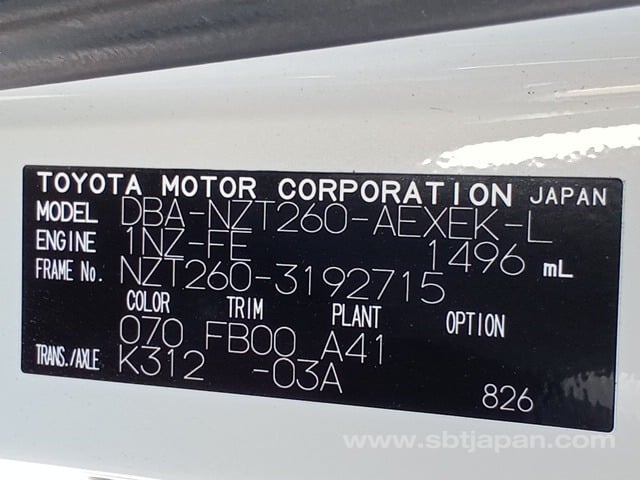 TOYOTA MOTOR CORPORATION JAPAN
MODEL DBA-NZT260-AEXEK-L
ENGINE 1NZ-FE 1496 mL
FRAME No. NZT260-3192715
COLOR TRIM PLANT OPTION
070 FB00 A41
TRANS./AXLE K312 -03A
826
www.sbtjapan.com